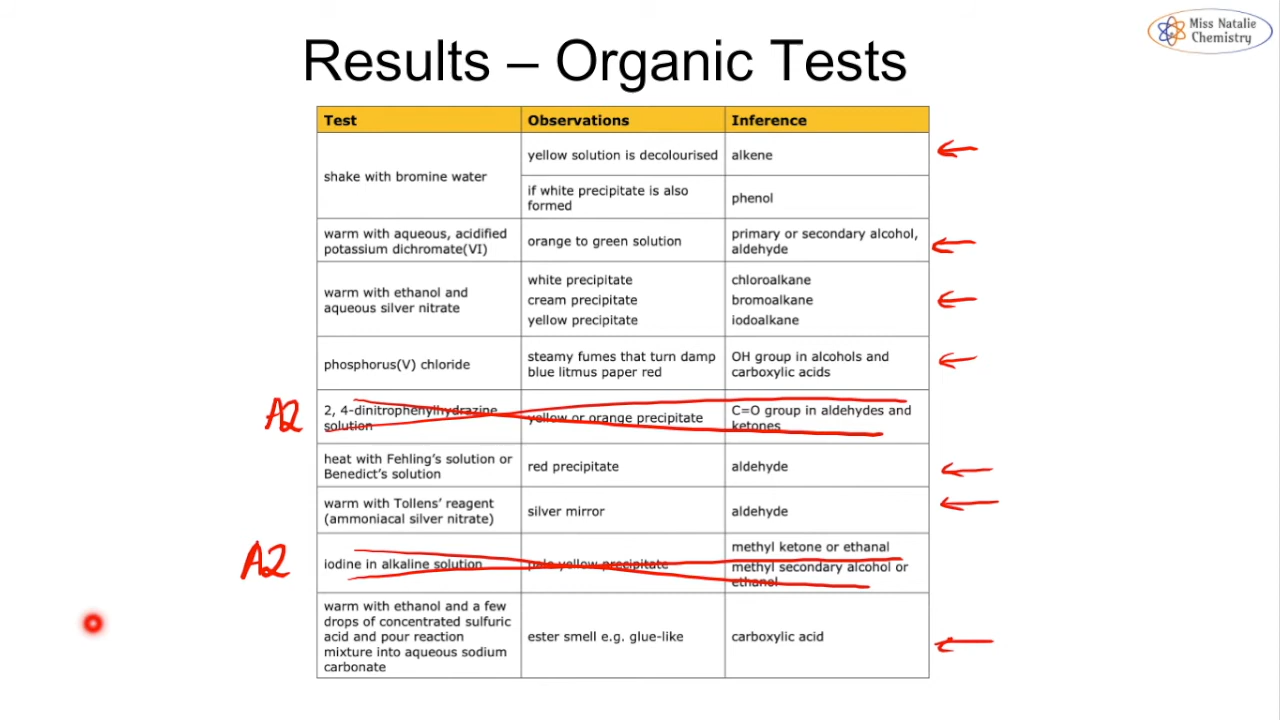 Miss Natalie
Chemistry
Results – Organic Tests
Test Observations Inference
shake with bromine water
yellow solution is decolourised alkene
if white precipitate is also
formed
phenol
warm with aqueous, acidified
potassium dichromate(VI)
orange to green solution
primary or secondary alcohol,
aldehyde
warm with ethanol and
aqueous silver nitrate
white precipitate chloroalkane
cream precipitate bromoalkane
yellow precipitate iodoalkane
phosphorus(V) chloride
steamy fumes that turn damp
blue litmus paper red
OH group in alcohols and
carboxylic acids
A2
2, 4-dinitrophenylhydrazine
solution
yellow or orange precipitate
C=O group in aldehydes and
ketones
heat with Fehling's solution or
Benedict's solution
red precipitate
aldehyde
warm with Tollens' reagent
(ammoniacal silver nitrate)
silver mirror
aldehyde
A2
iodine in alkaline solution
pale yellow precipitate
methyl ketone or ethanal
methyl secondary alcohol or
ethanol
warm with ethanol and a few
drops of concentrated sulfuric
acid and pour reaction
mixture into aqueous sodium
carbonate
ester smell e.g. glue-like
carboxylic acid